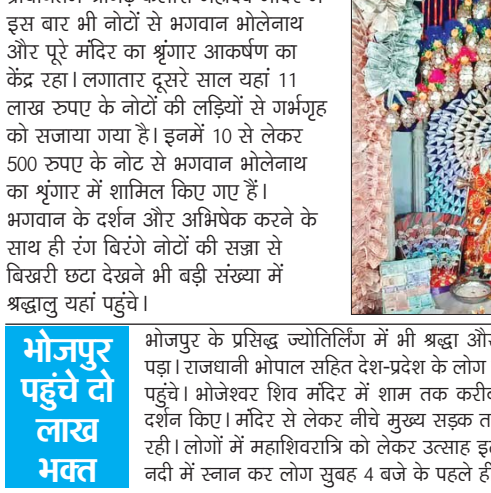 इस बार भी नोटों से भगवान भोलेनाथ
और पूरे मंदिर का श्रृंगार आकर्षण का
केंद्र रहा। लगातार दूसरे साल यहां 11
लाख रुपए के नोटों की लड़ियों से गर्भगृह
को सजाया गया है। इनमें 10 से लेकर
500 रुपए के नोट से भगवान भोलेनाथ
का शृंगार में शामिल किए गए हैं।
भगवान के दर्शन और अभिषेक करने के
साथ ही रंग बिरंगे नोटों की सज्जा से
बिखरी छटा देखने भी बड़ी संख्या में
श्रद्धालु यहां पहुंचे।
भोजपुर
पहुंचे दो
लाख
भक्त
भोजपुर के प्रसिद्ध ज्योतिर्लिंग में भी श्रद्धा और
पड़ा। राजधानी भोपाल सहित देश-प्रदेश के लोग
पहुंचे। भोजेश्वर शिव मंदिर में शाम तक
दर्शन किए। मंदिर से लेकर नीचे मुख्य सड़क
रही। लोगों में महाशिवरात्रि को लेकर उत्साह
नदी में स्नान कर लोग सुबह 4 बजे के पहले ही